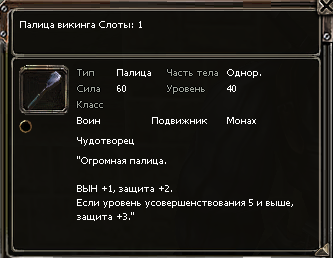 Палица викинга Слоты: 1
Тип Палица Часть тела Однор.
Сила 60 Уровень 40
Класс
Воин Подвижник Монах
Чудотворец
"Огромная палица.
ВЫН +1, защита +2.
Если уровень усовершенствования 5 и выше,
защита +3."